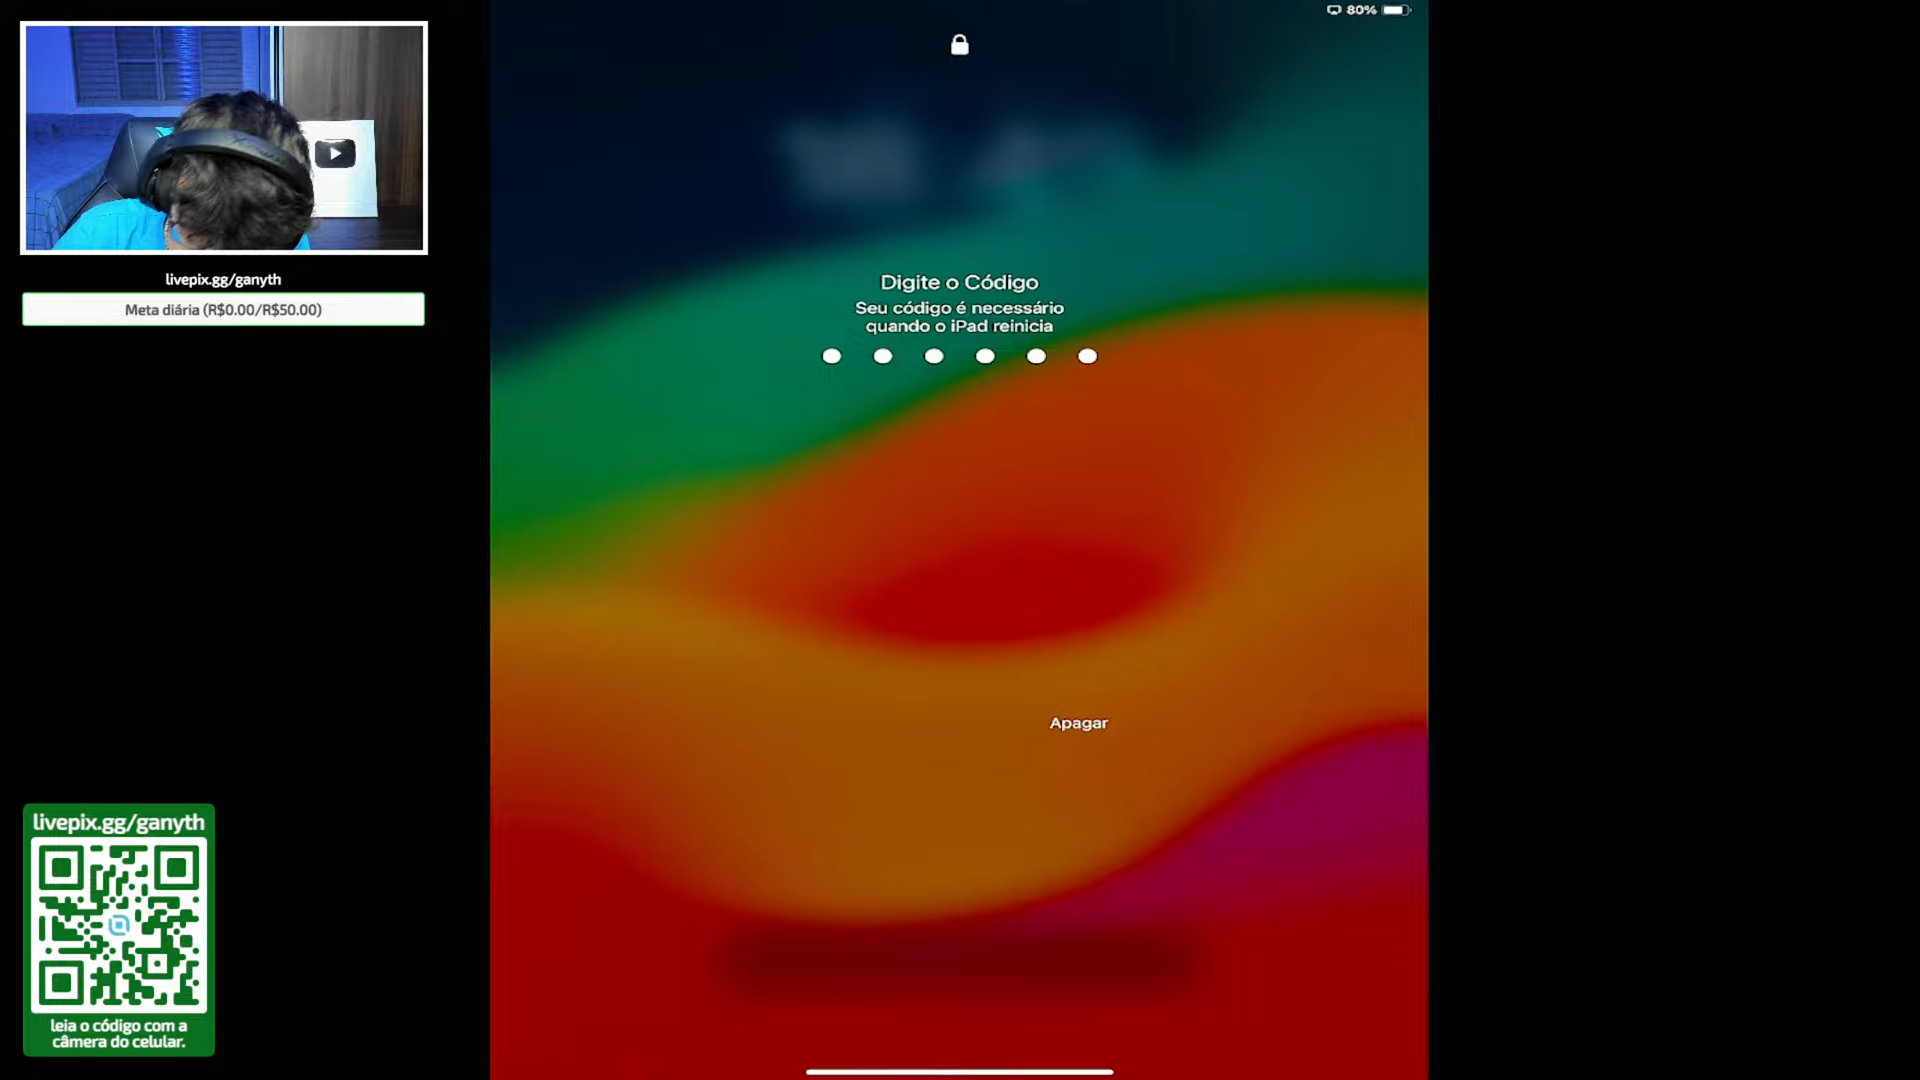 80%
livepix.gg/ganyth
Meta diária (R$0.00/R$50.00)
Digite o Código
Seu código é necessário
quando o iPad reinicia
Apagar
livepix.gg/ganyth
leia o código com a
câmera do celular.